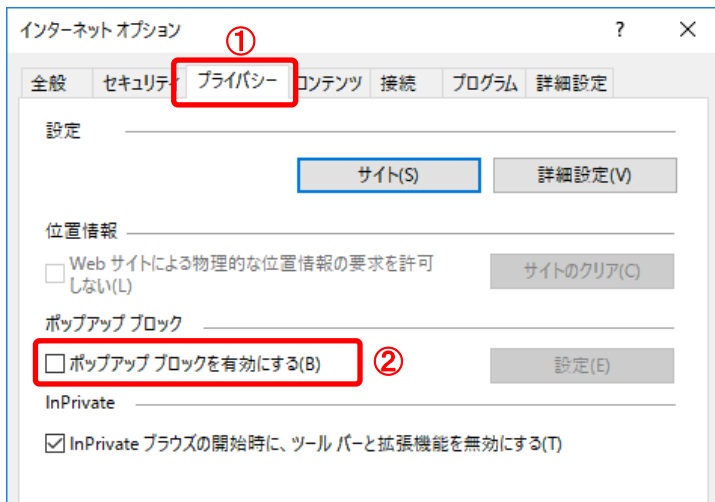 インターネット オプション ? ×
①
全般 セキュリティ プライバシー コンテンツ 接続 プログラム 詳細設定
設定
サイト(S) 詳細設定(V)
位置情報
Web サイトによる物理的な位置情報の要求を許可
しない(L)
サイトのクリア(C)
ポップアップ ブロック
ポップアップ ブロックを有効にする(B) ②
設定(E)
InPrivate
InPrivate ブラウズの開始時に、ツール バーと拡張機能を無効にする(T)